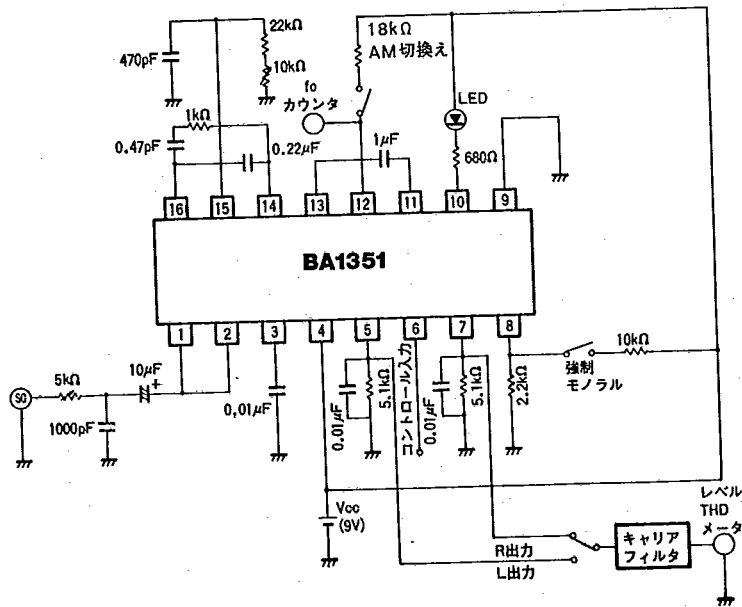 22kΩ
18kΩ
AM切換え
470pF
10kΩ
fo
カウンタ
LED
1kΩ
0.47pF
0.22μF
1μF
680Ω
16
15
14
13
12
11
10
9
BA1351
1
2
3
4
5
6
7
8
SG
5kΩ
10μF
+
1000pF
0,01μF
0.01μF
5.1kΩ
コントロール入力
0.01μF
5.1kΩ
2.2kΩ
強制
モノラル
10kΩ
Vcc
(9V)
R出力
L出力
キャリア
フィルタ
レベル
THD
メータ